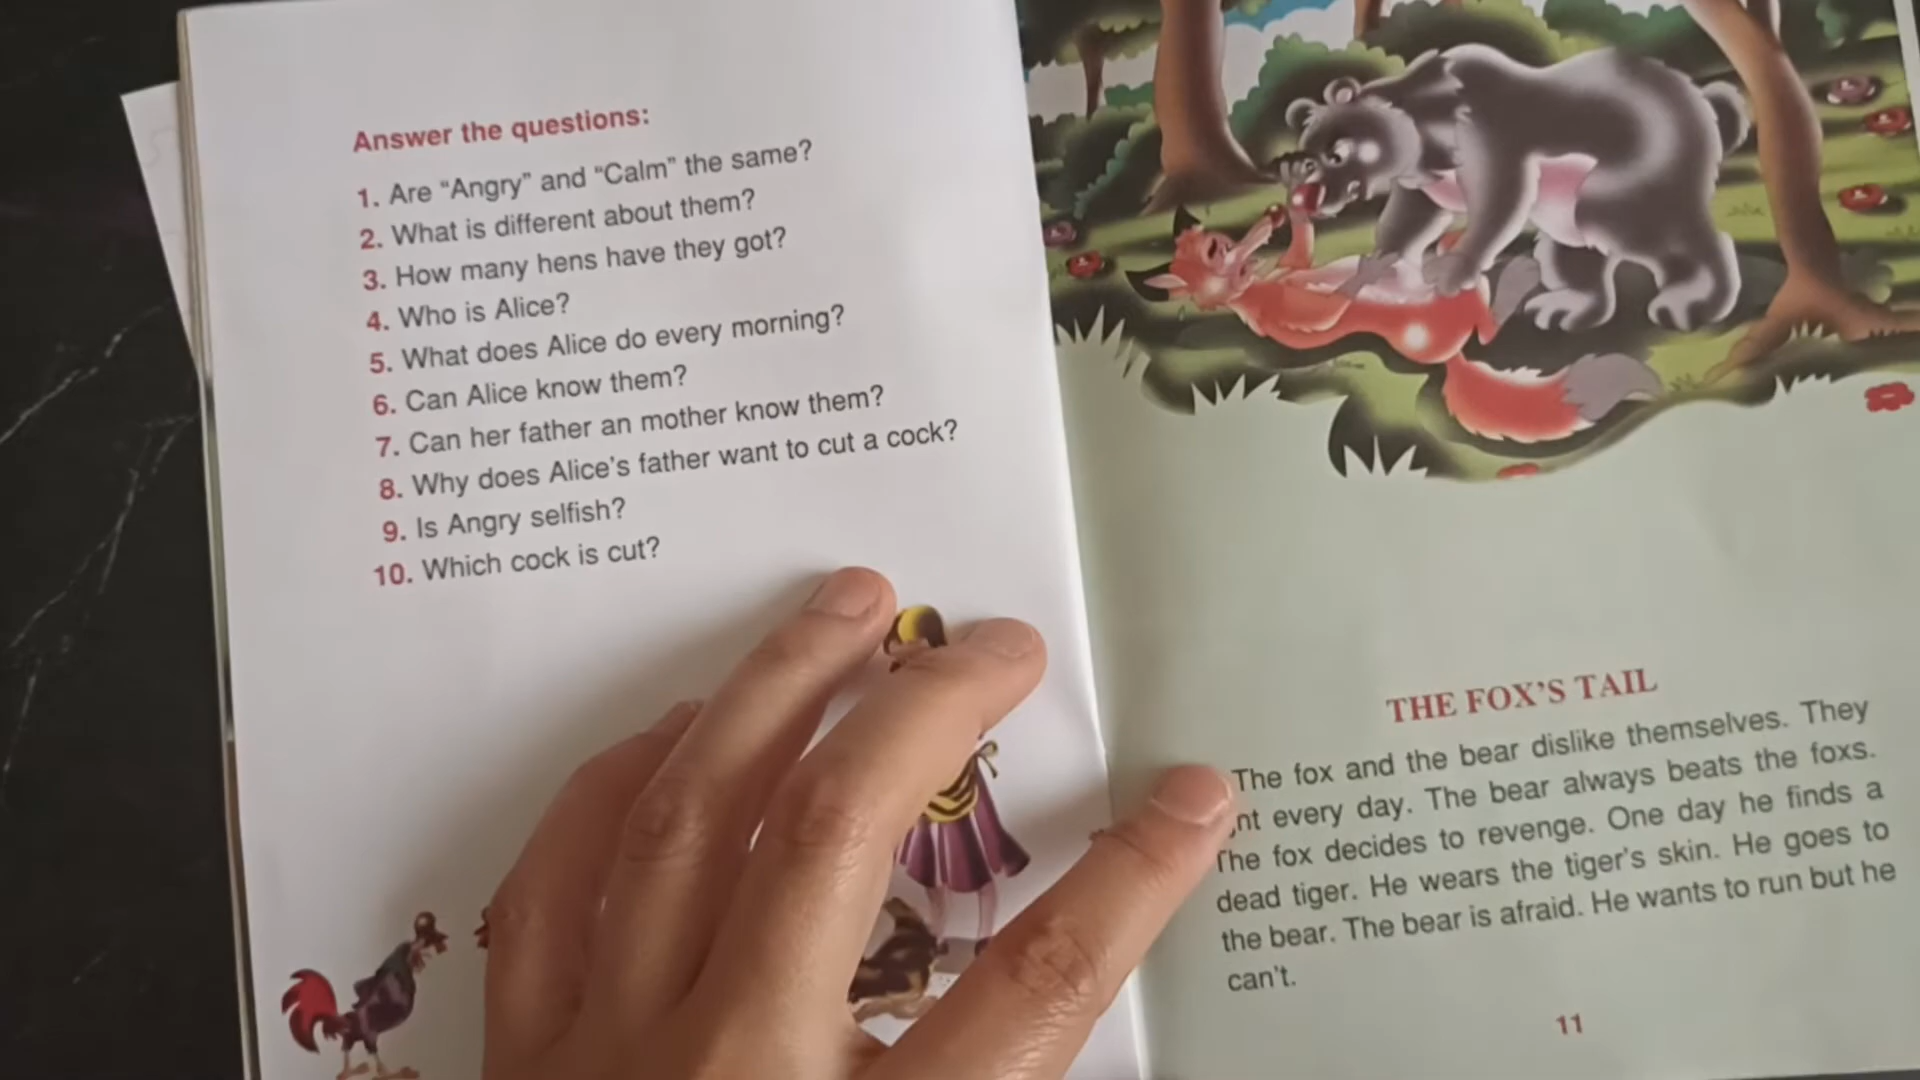 Answer the questions:
1. Are “Angry” and “Calm” the same?
2. What is different about them?
3. How many hens have they got?
4. Who is Alice?
5. What does Alice do every morning?
6. Can Alice know them?
7. Can her father an mother know them?
8. Why does Alice’s father want to cut a cock?
9. Is Angry selfish?
10. Which cock is cut?
THE FOX’S TAIL
The fox and the bear dislike themselves. They
every day. The bear always beats the foxs.
The fox decides to revenge. One day he finds a
dead tiger. He wears the tiger’s skin. He goes to
the bear. The bear is afraid. He wants to run but he
can’t.
11